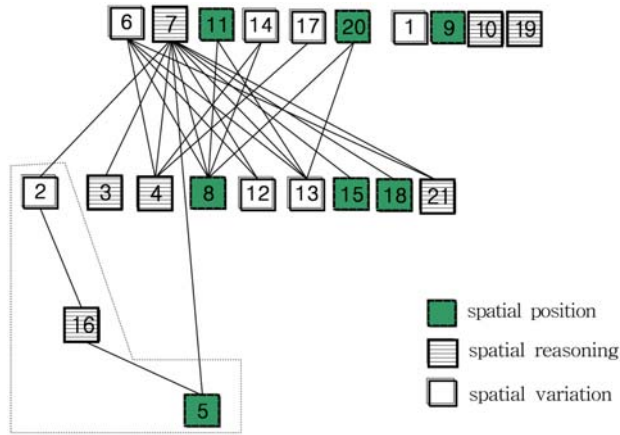 6 7 11 14 17 20 1 9 10 19
2 3 4 8 12 13 15 18 21
16
5
spatial position
spatial reasoning
spatial variation